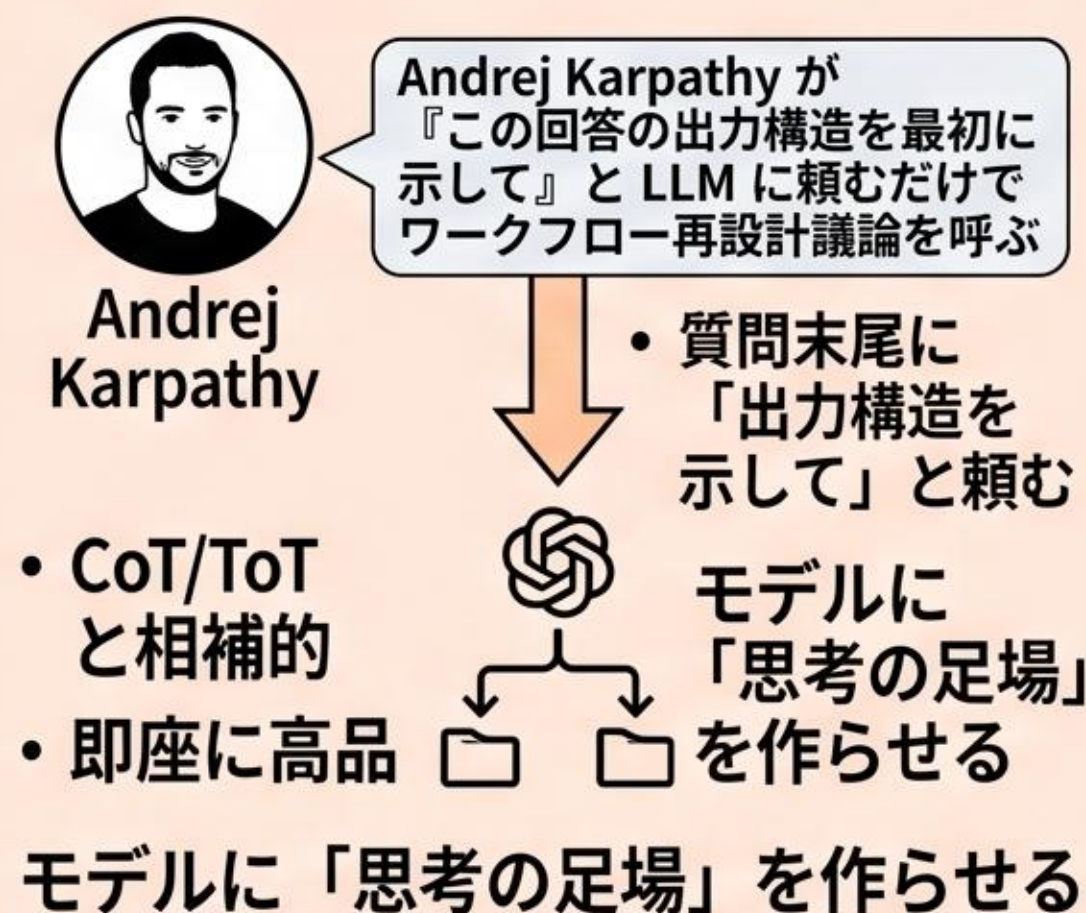 Andrej Karpathy が
『この回答の出力構造を最初に
示して』と LLM に頼むだけで
ワークフロー再設計議論を呼ぶ
Andrej
Karpathy
• 質問末尾に
「出力構造を
示して」と頼む
• CoT/ToT
と相補的
• 即座に高品
モデルに
「思考の足場」
を作らせる
モデルに「思考の足場」を作らせる